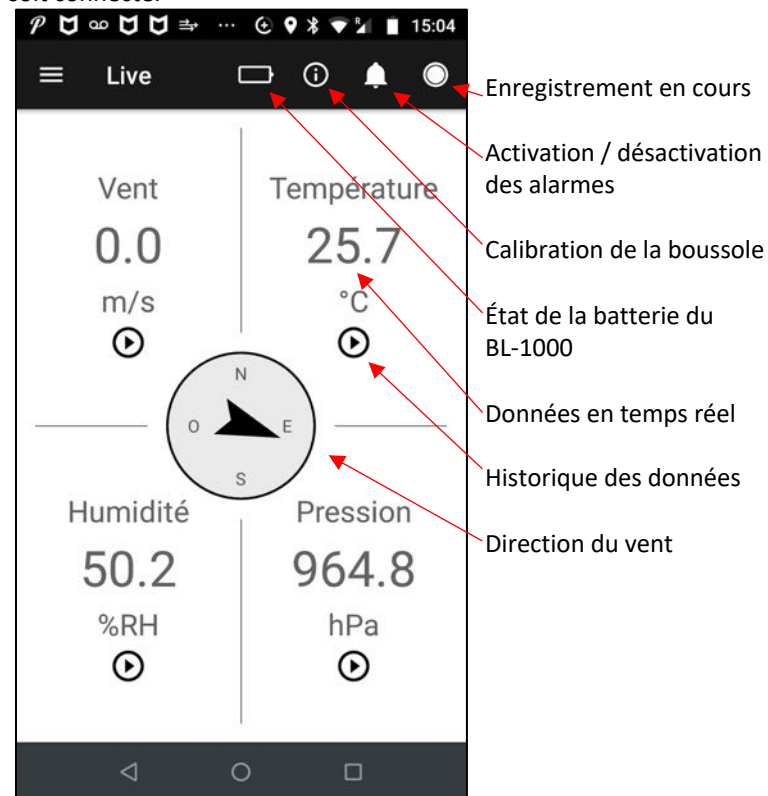 soit connecté.
15:04
Live
Enregistrement en cours
Activation / désactivation
des alarmes
Calibration de la boussole
État de la batterie du
BL-1000
Données en temps réel
Historique des données
Direction du vent
Vent
0.0
m/s
Température
25.7
°C
N
O
E
S
Humidité
50.2
%RH
Pression
964.8
hPa